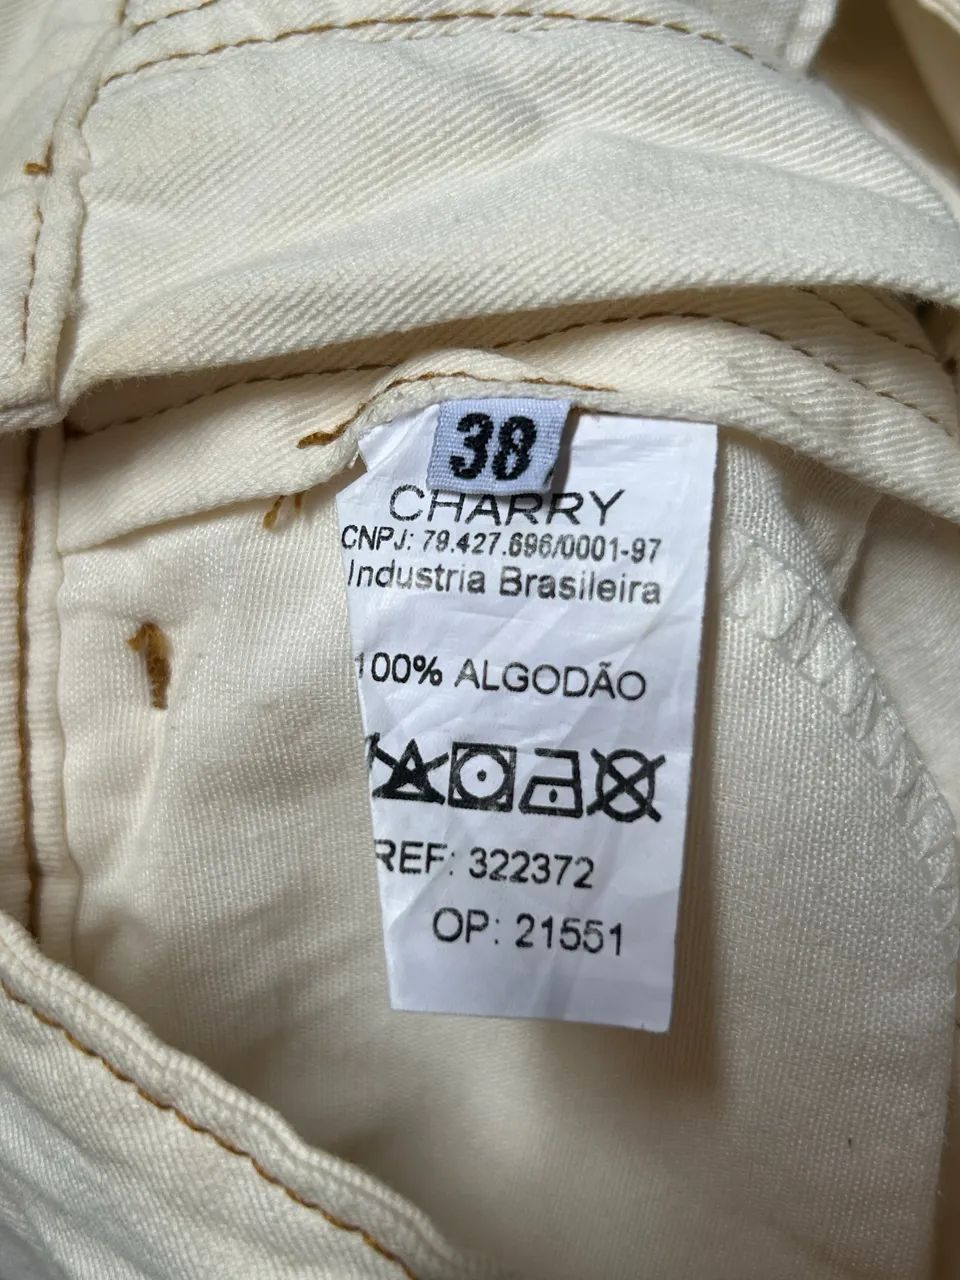 38
CHARRY
CNPJ: 79.427.696/0001-97
Industria Brasileira
100% ALGODÃO
REF: 322372
OP: 21551